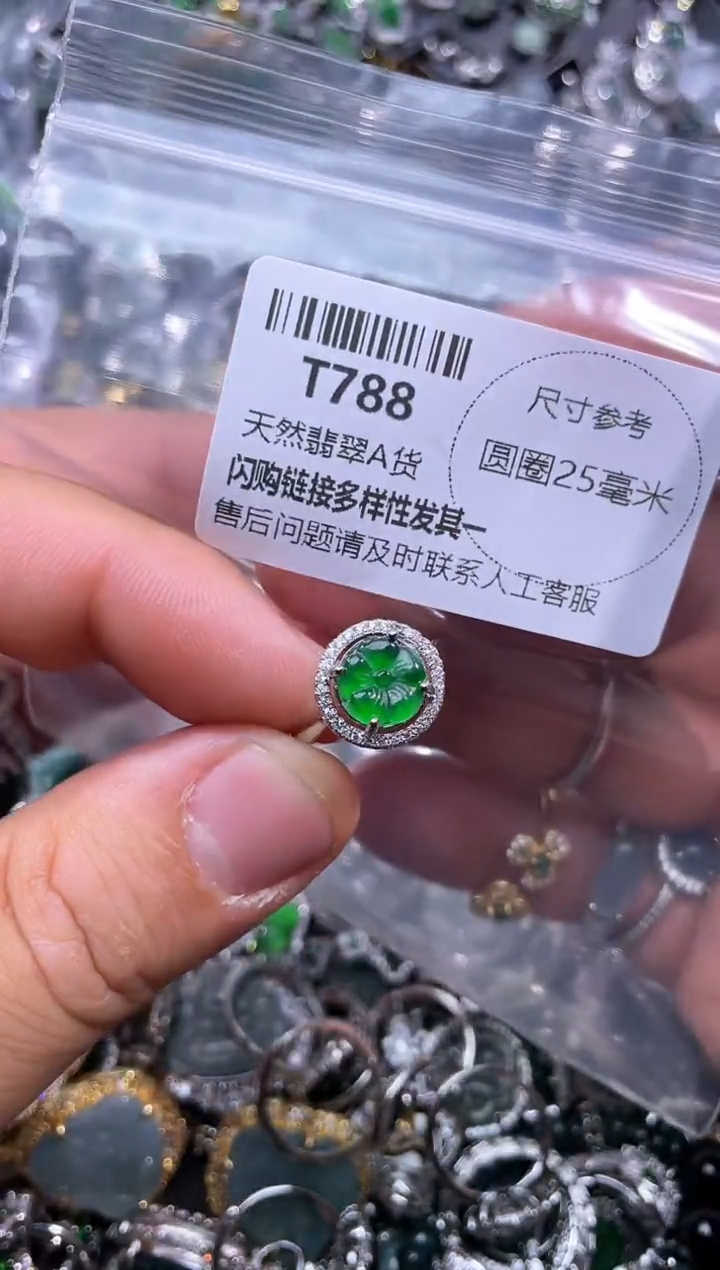 T788
天然翡翠A货
闪购链接多样性发其一
售后问题请及时联系人工客服
尺寸参考
圆圈25毫米